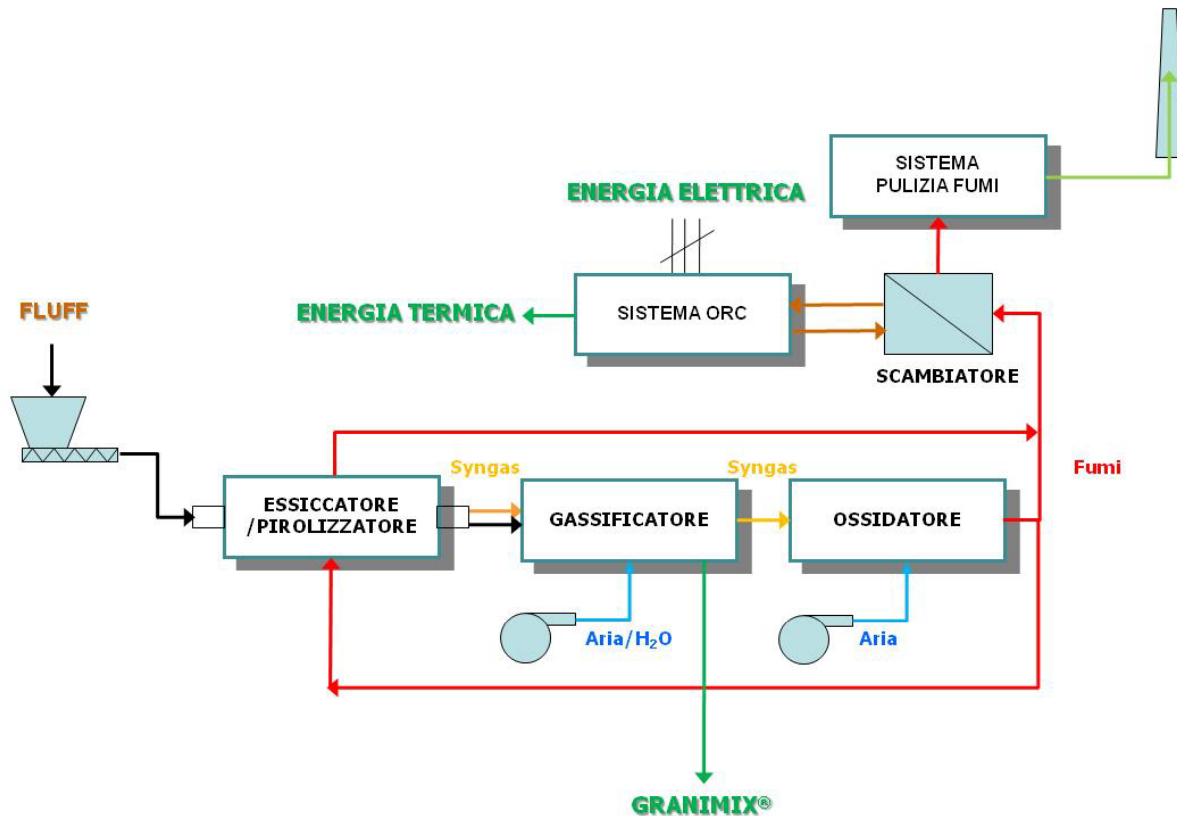 SISTEMA
PULIZIA FUMI
ENERGIA ELETTRICA
FLUFF
ENERGIA TERMICA
SISTEMA ORC
SCAMBIATORE
Syngas
Syngas
Fumi
ESSICCATORE
/PIROLIZZATORE
GASSIFICATORE
OSSIDATORE
Aria/H₂O
Aria
GRANIMIX®